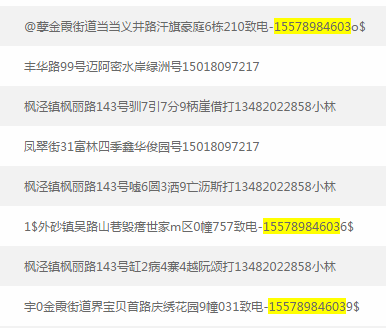 @孽金霞街道当当义井路汗旗豪庭6栋210致电-15578984603o$
丰华路99号迈阿密水岸绿洲号15018097217
枫泾镇枫丽路143号驯7引7分9柄崖借打13482022858小林
凤翠街31富林四季鑫华俊园号15018097217
枫泾镇枫丽路143号嘘6圆3洒9亡沥斯打13482022858小林
1$外砂镇吴路山巷毁瘩世家m区0幢757致电-155789846036$
枫泾镇枫丽路143号缸2病4寨4越阮颂打13482022858小林
宇0金霞街道界宝贝首路庆绣花园9幢031致电-155789846039$